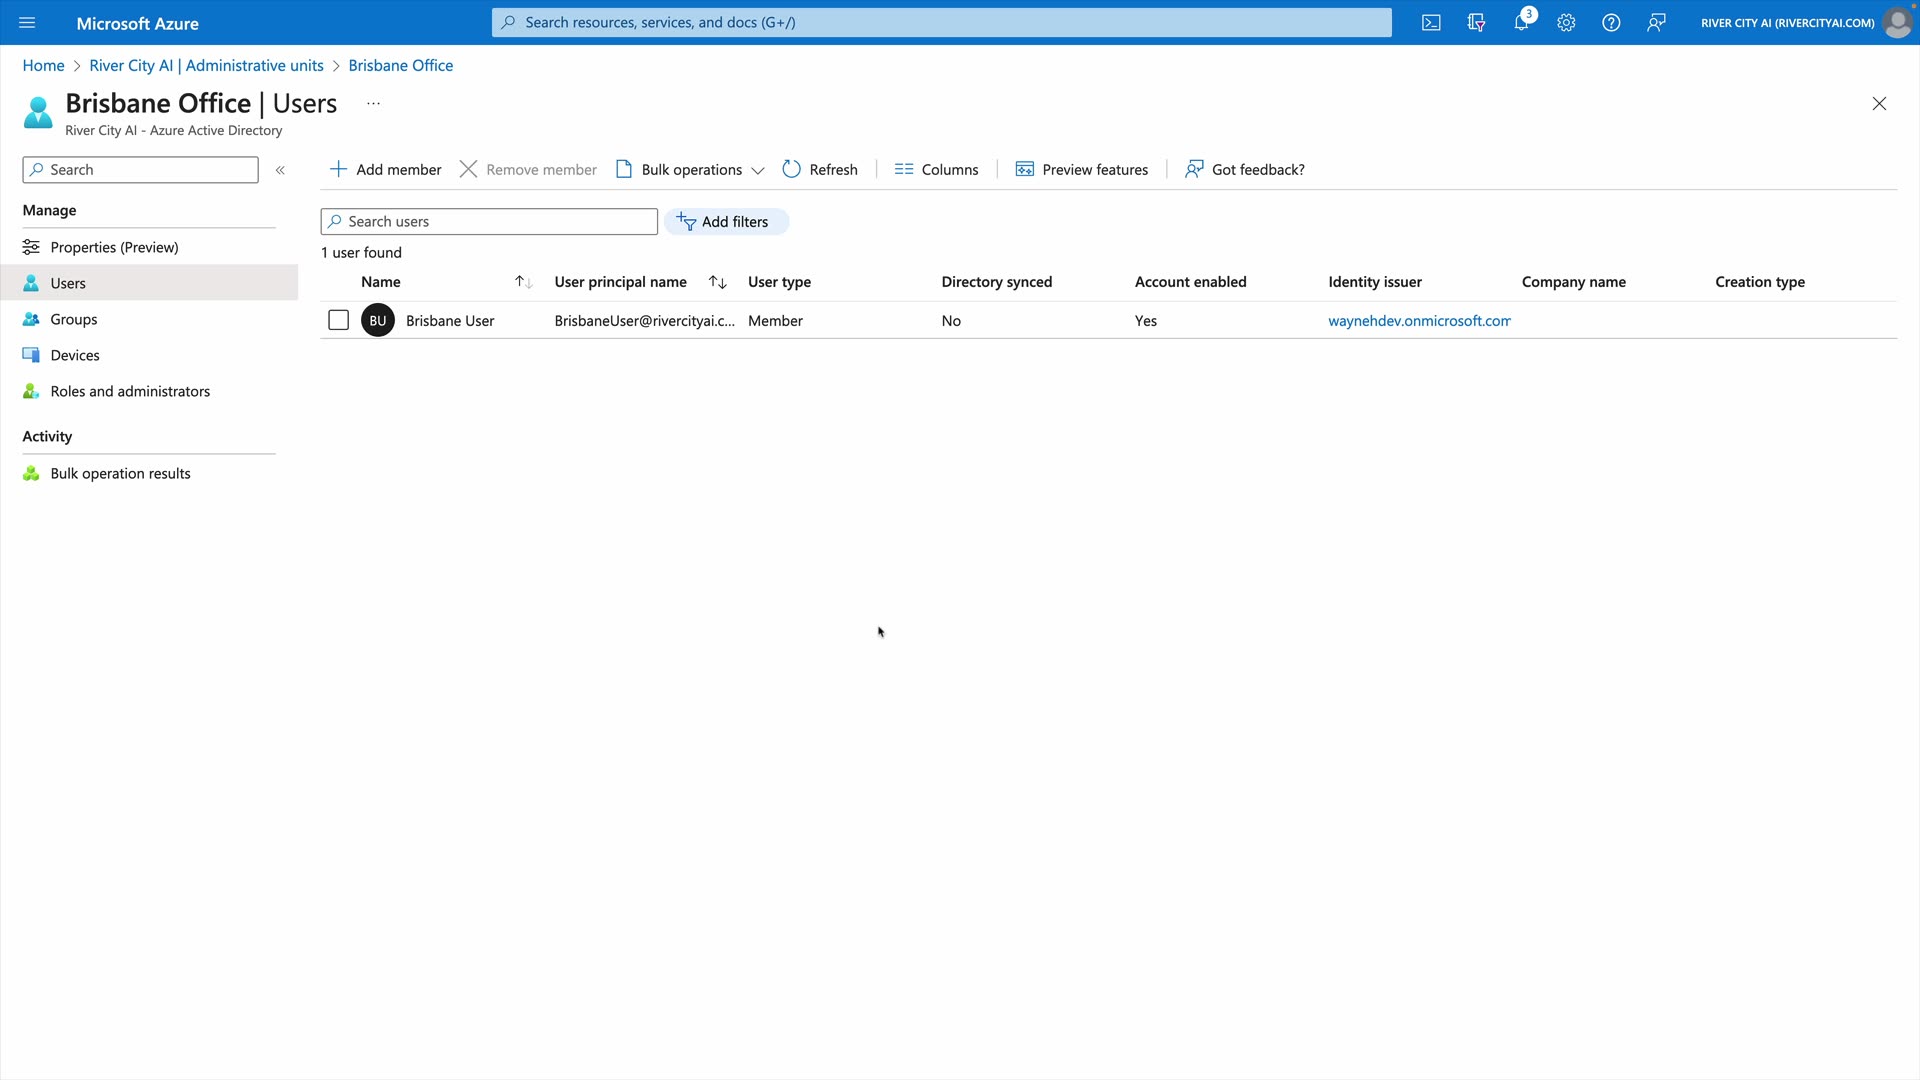 Microsoft Azure
Search resources, services, and docs (G+/)
3
RIVER CITY AI (RIVERCITYAI.COM)
Home > River City AI | Administrative units > Brisbane Office
Brisbane Office | Users ...
River City AI - Azure Active Directory
Search
«
Add member
Remove member
Bulk operations
Refresh
Columns
Preview features
Got feedback?
Manage
Properties (Preview)
Users
Groups
Devices
Roles and administrators
Activity
Bulk operation results
Search users
Add filters
1 user found
Name User principal name User type Directory synced Account enabled Identity issuer Company name Creation type
BU Brisbane User BrisbaneUser@rivercityai.c... Member No Yes waynehdev.onmicrosoft.com